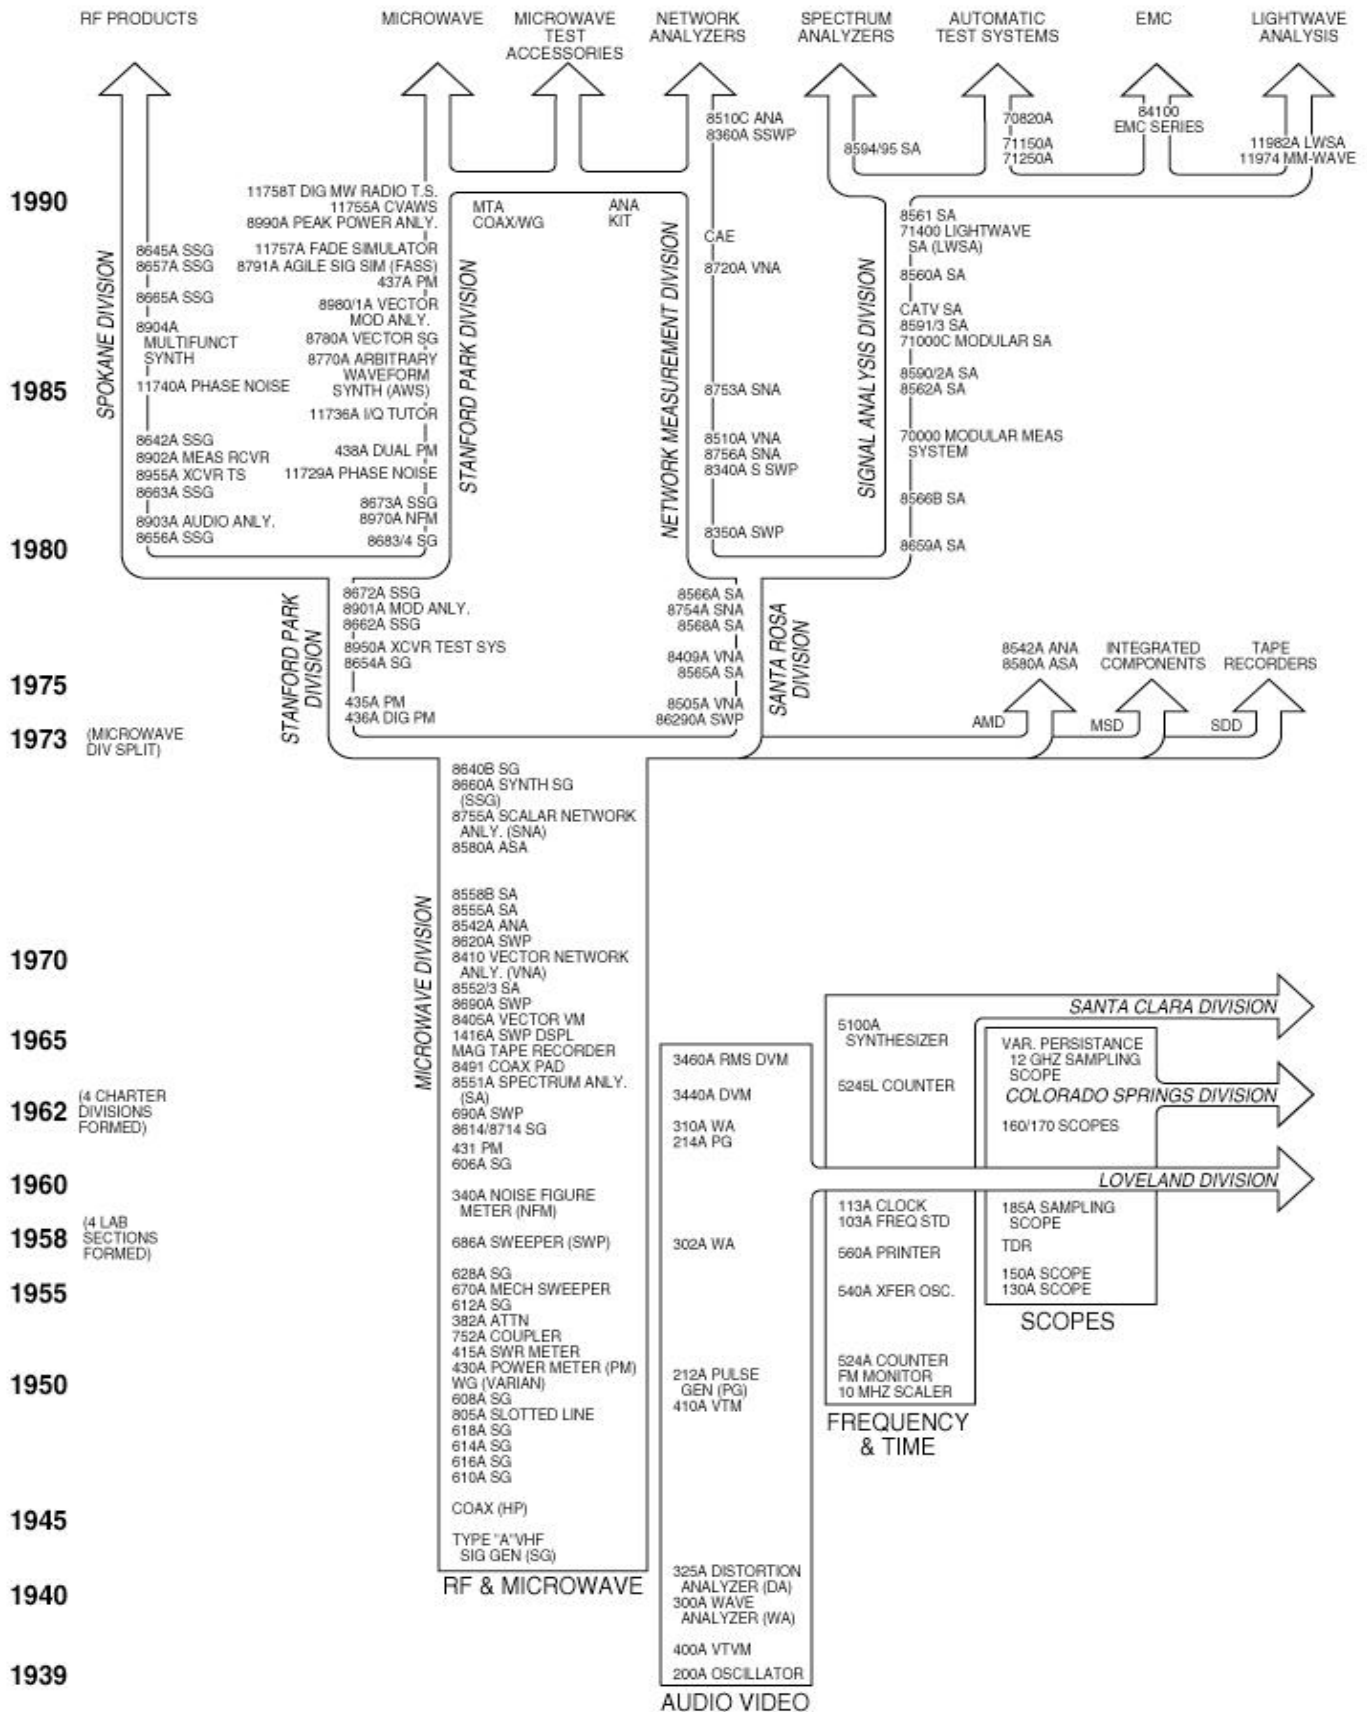 RF PRODUCTS
MICROWAVE
MICROWAVE
TEST
ACCESSORIES
NETWORK
ANALYZERS
SPECTRUM
ANALYZERS
AUTOMATIC
TEST SYSTEMS
EMC
LIGHTWAVE
ANALYSIS
8510C ANA
8360A SSWP
8594/95 SA
70820A
71150A
71250A
84100
EMC SERIES
11982A LWSA
11974 MM-WAVE
1990
SPOKANE DIVISION
8645A SSG
8657A SSG
8665A SSG
8904A
MULTIFUNCT
SYNTH
11740A PHASE NOISE
8642A SSG
8902A MEAS RCVR
8955A XCVR TS
8663A SSG
8903A AUDIO ANLY.
8656A SSG
11758T DIG MW RADIO T.S.
11755A CVAWS
8990A PEAK POWER ANLY.
11757A FADE SIMULATOR
8791A AGILE SIG SIM (FASS)
437A PM
8980/1A VECTOR
MOD ANLY.
8780A VECTOR SG
8770A ARBITRARY
WAVEFORM
SYNTH (AWS)
11736A I/Q TUTOR
438A DUAL PM
11729A PHASE NOISE
8673A SSG
8970A NFM
8683/4 SG
STANFORD PARK DIVISION
MTA
COAX/WG
ANA
KIT
NETWORK MEASUREMENT DIVISION
CAE
8720A VNA
8753A SNA
8510A VNA
8756A SNA
8340A S SWP
8350A SWP
SIGNAL ANALYSIS DIVISION
8561 SA
71400 LIGHTWAVE
SA (LWSA)
8560A SA
CATV SA
8591/3 SA
71000C MODULAR SA
8590/2A SA
8562A SA
70000 MODULAR MEAS
SYSTEM
8566B SA
8659A SA
1985
1980
STANFORD PARK
DIVISION
8672A SSG
8901A MOD ANLY.
8662A SSG
8950A XCVR TEST SYS
8654A SG
435A PM
436A DIG PM
8566A SA
8754A SNA
8568A SA
8409A VNA
8565A SA
8505A VNA
86290A SWP
SANTA ROSA
DIVISION
8542A ANA
8580A ASA
INTEGRATED
COMPONENTS
TAPE
RECORDERS
AMD
MSD
SDD
1975
1973
(MICROWAVE
DIV SPLIT)
MICROWAVE DIVISION
8640B SG
8660A SYNTH SG
(SSG)
8755A SCALAR NETWORK
ANLY. (SNA)
8580A ASA
8558B SA
8555A SA
8542A ANA
8620A SWP
8410 VECTOR NETWORK
ANLY. (VNA)
8552/3 SA
8690A SWP
8405A VECTOR VM
1416A SWP DSPL
MAG TAPE RECORDER
8491 COAX PAD
8551A SPECTRUM ANLY.
(SA)
690A SWP
8614/8714 SG
431 PM
606A SG
340A NOISE FIGURE
METER (NFM)
686A SWEEPER (SWP)
628A SG
670A MECH SWEEPER
612A SG
382A ATTN
752A COUPLER
415A SWR METER
430A POWER METER (PM)
WG (VARIAN)
608A SG
805A SLOTTED LINE
618A SG
614A SG
616A SG
610A SG
COAX (HP)
TYPE "A"VHF
SIG GEN (SG)
RF & MICROWAVE
1970
1965
1962
(4 CHARTER
DIVISIONS
FORMED)
1960
1958
(4 LAB
SECTIONS
FORMED)
1955
1950
1945
1940
1939
3460A RMS DVM
3440A DVM
310A WA
214A PG
302A WA
212A PULSE
GEN (PG)
410A VTM
325A DISTORTION
ANALYZER (DA)
300A WAVE
ANALYZER (WA)
400A VTVM
200A OSCILLATOR
AUDIO VIDEO
5100A
SYNTHESIZER
5245L COUNTER
113A CLOCK
103A FREQ STD
560A PRINTER
540A XFER OSC.
524A COUNTER
FM MONITOR
10 MHZ SCALER
FREQUENCY
& TIME
SANTA CLARA DIVISION
VAR. PERSISTANCE
12 GHZ SAMPLING
SCOPE
COLORADO SPRINGS DIVISION
160/170 SCOPES
LOVELAND DIVISION
185A SAMPLING
SCOPE
TDR
150A SCOPE
130A SCOPE
SCOPES